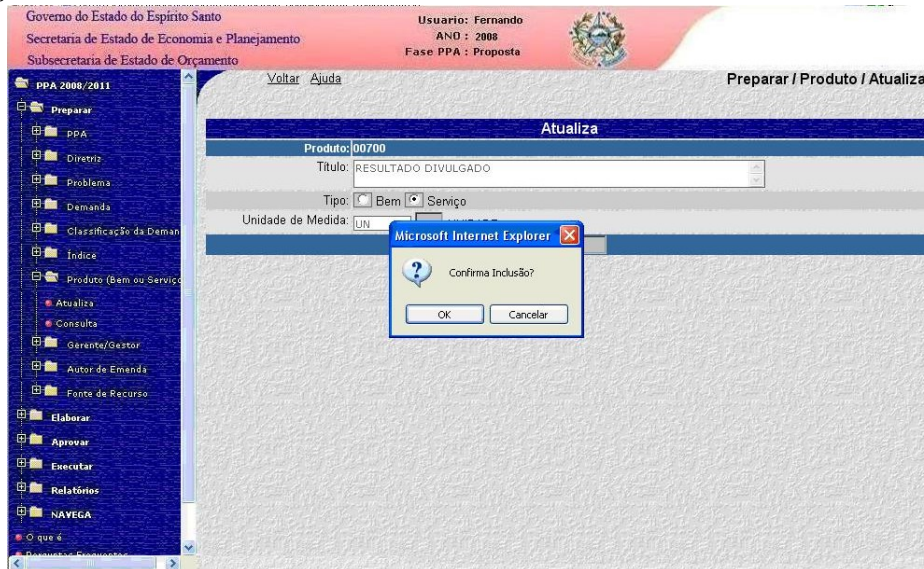 Governo do Estado do Espírito Santo
Secretaria de Estado de Economia e Planejamento
Subsecretaria de Estado de Orçamento
Usuario: Fernando
ANO : 2008
Fase PPA : Proposta
Voltar Ajuda
Preparar / Produto / Atualiza
PPA 2008/2011
Preparar
PPA
Diretriz
Problema
Demanda
Classificação da Deman
Índice
Produto (Bem ou Serviço
Atualiza
Consulta
Gerente/Gestor
Autor de Emenda
Fonte de Recurso
Elaborar
Aprovar
Executar
Relatórios
NAVEGA
O que é
Atualiza
Produto: 00700
Título: RESULTADO DIVULGADO
Tipo: Bem Serviço
Unidade de Medida: UN
Microsoft Internet Explorer
Confirma Inclusão?
OK Cancelar